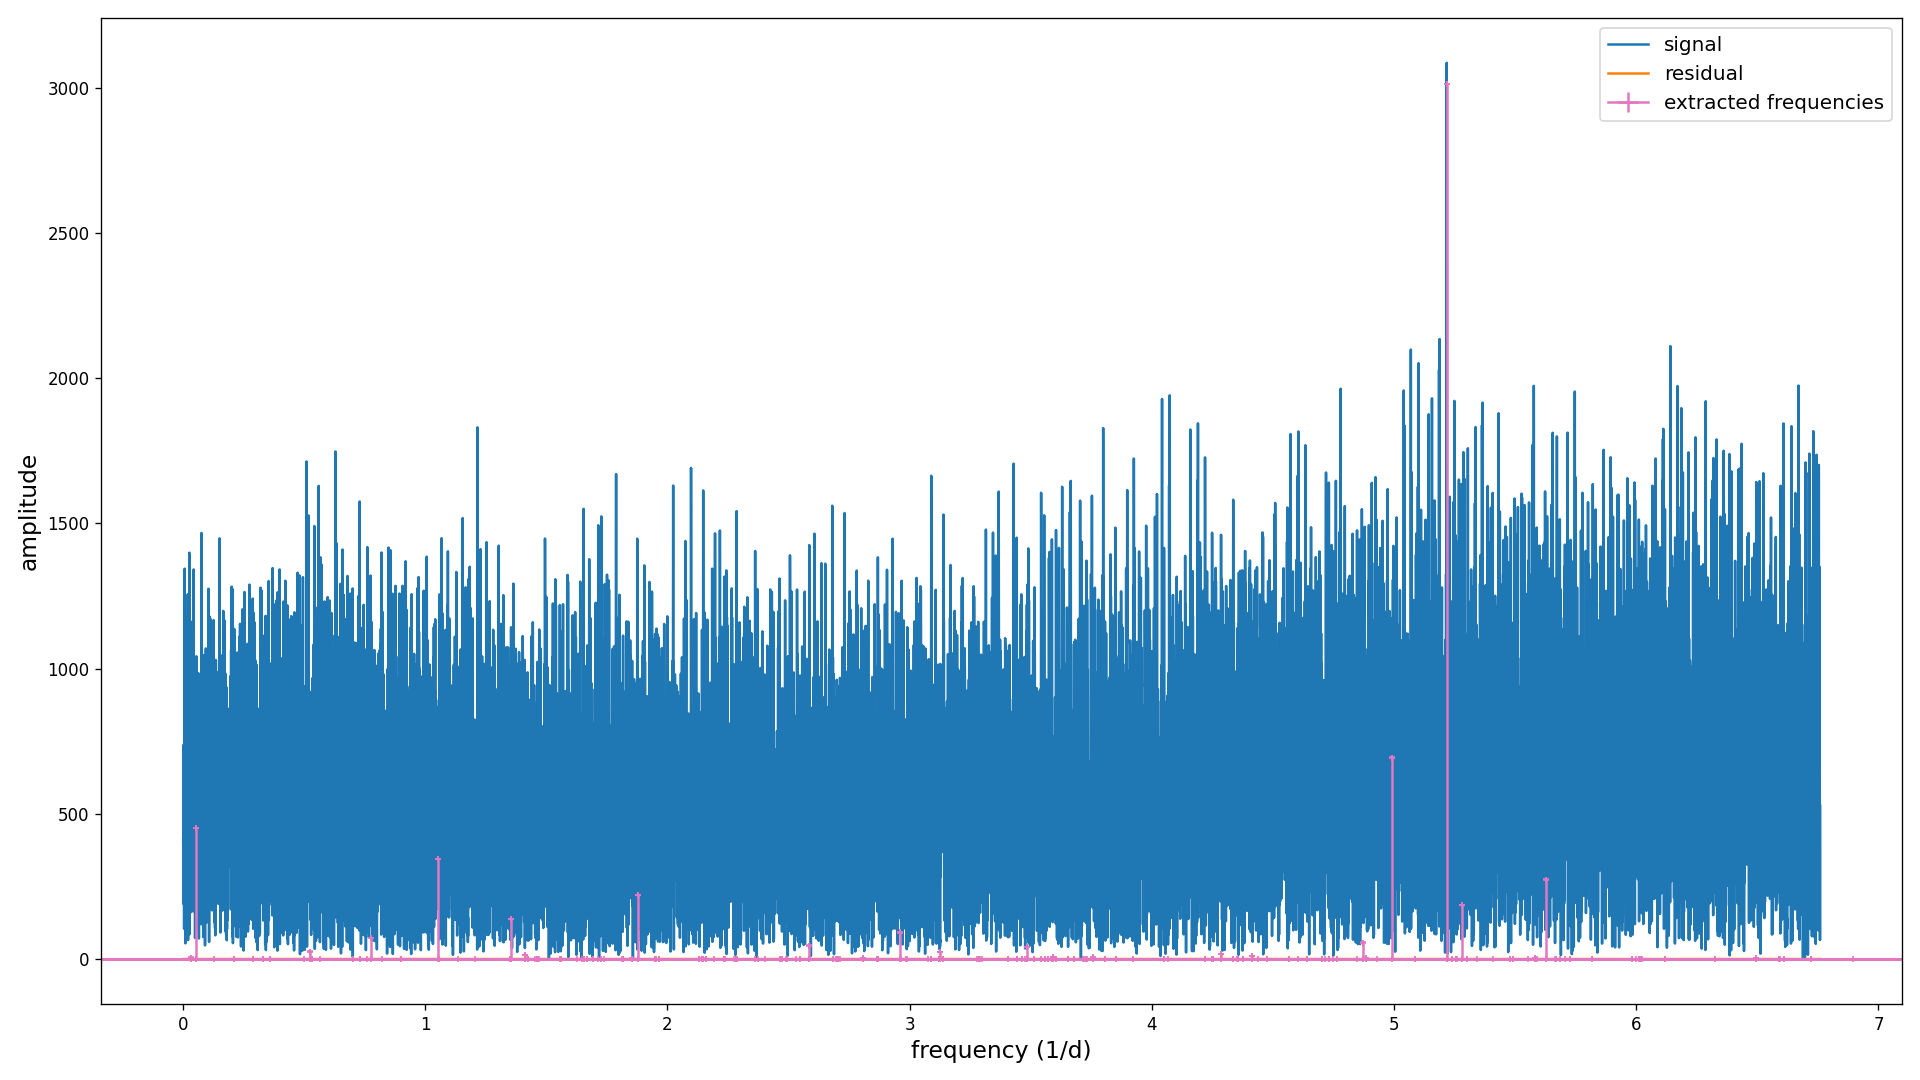 signal
residual
extracted frequencies
3000
2500
2000
1500
1000
500
0
amplitude
0 1 2 3 4 5 6 7
frequency (1/d)